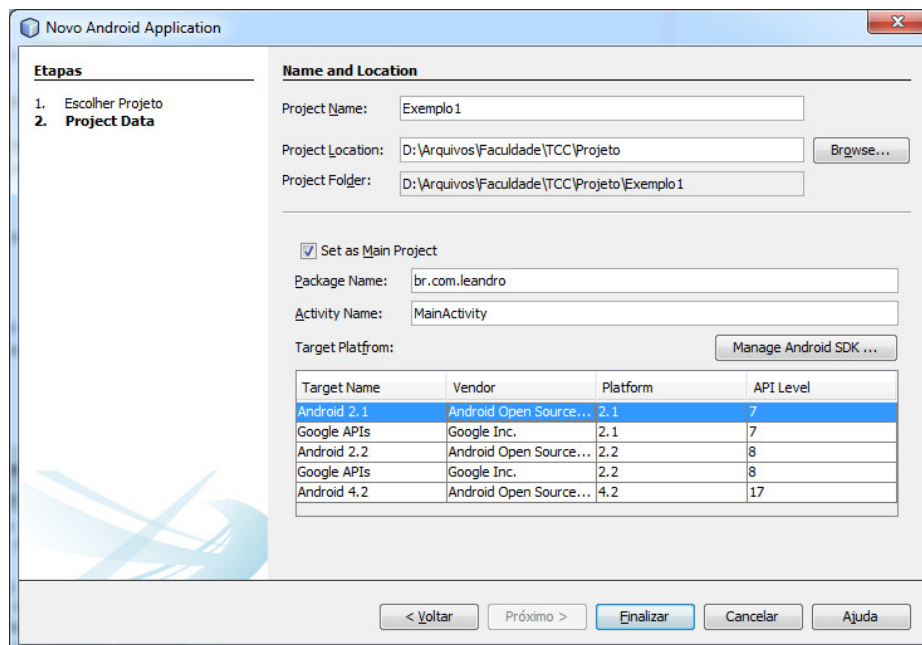 Novo Android Application
Etapas
1. Escolher Projeto
2. Project Data
Name and Location
Project Name: Exemplo1
Project Location: D:\Arquivos\Faculdade\TCC\Projeto Browse...
Project Folder: D:\Arquivos\Faculdade\TCC\Projeto\Exemplo1
Set as Main Project
Package Name: br.com.leandro
Activity Name: MainActivity
Target Platfrom: Manage Android SDK ...
Target Name Vendor Platform API Level
Android 2.1 Android Open Source... 2.1 7
Google APIs Google Inc. 2.1 7
Android 2.2 Android Open Source... 2.2 8
Google APIs Google Inc. 2.2 8
Android 4.2 Android Open Source... 4.2 17
< Voltar Próximo > Finalizar Cancelar Ajuda